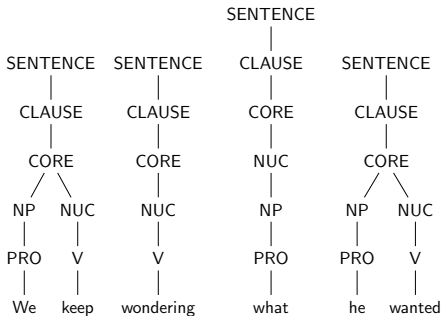 SENTENCE
SENTENCE SENTENCE CLAUSE SENTENCE
CLAUSE CLAUSE CORE CLAUSE
CORE CORE NUC CORE
NP NUC NUC NP NP NUC
PRO V V PRO PRO V
We keep wondering what he wanted